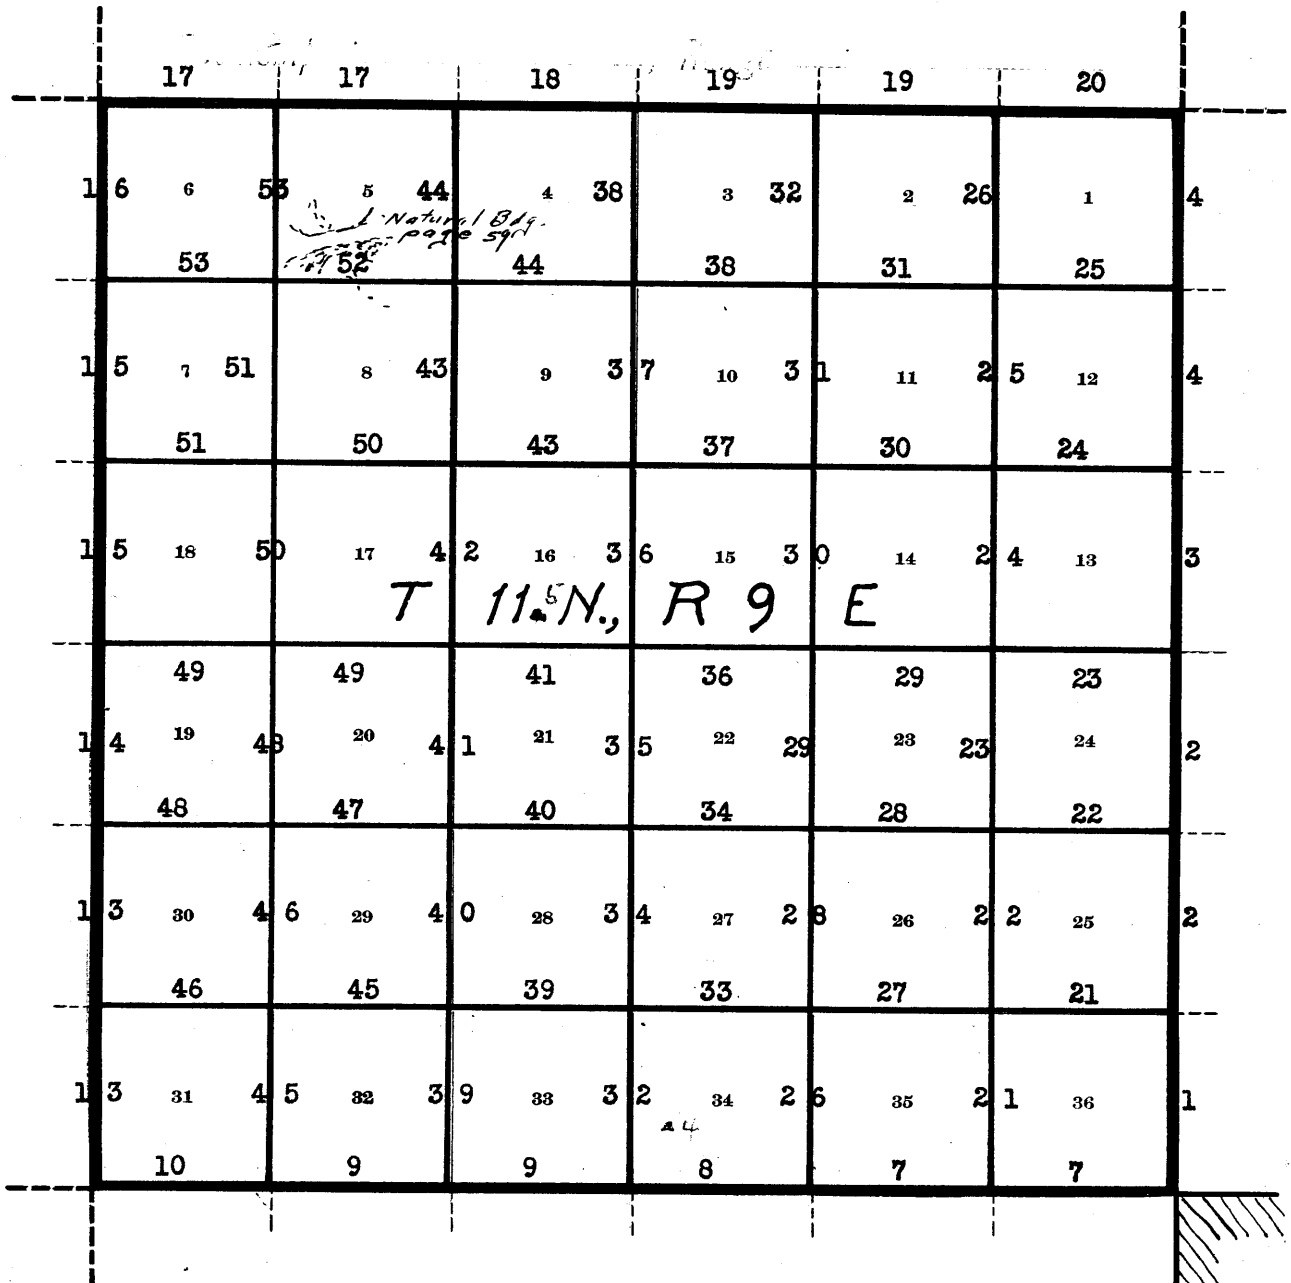 17 17 18 19 19 20
16 6 53 5 44 4 38 3 32 2 26 1 4
Natural Bdg.
page 59
53 52 44 38 31 25
15 7 51 8 43 9 37 10 31 11 25 12 4
51 50 43 37 30 24
15 18 50 17 42 16 36 15 30 14 24 13 3
T 11 N., R 9 E
49 49 41 36 29 23
14 19 48 20 41 21 35 22 29 23 23 24 2
48 47 40 34 28 22
13 30 46 29 40 28 34 27 28 26 22 25 2
46 45 39 33 27 21
13 31 45 32 39 33 32 34 26 35 21 36 1
10 9 9 8 7 7